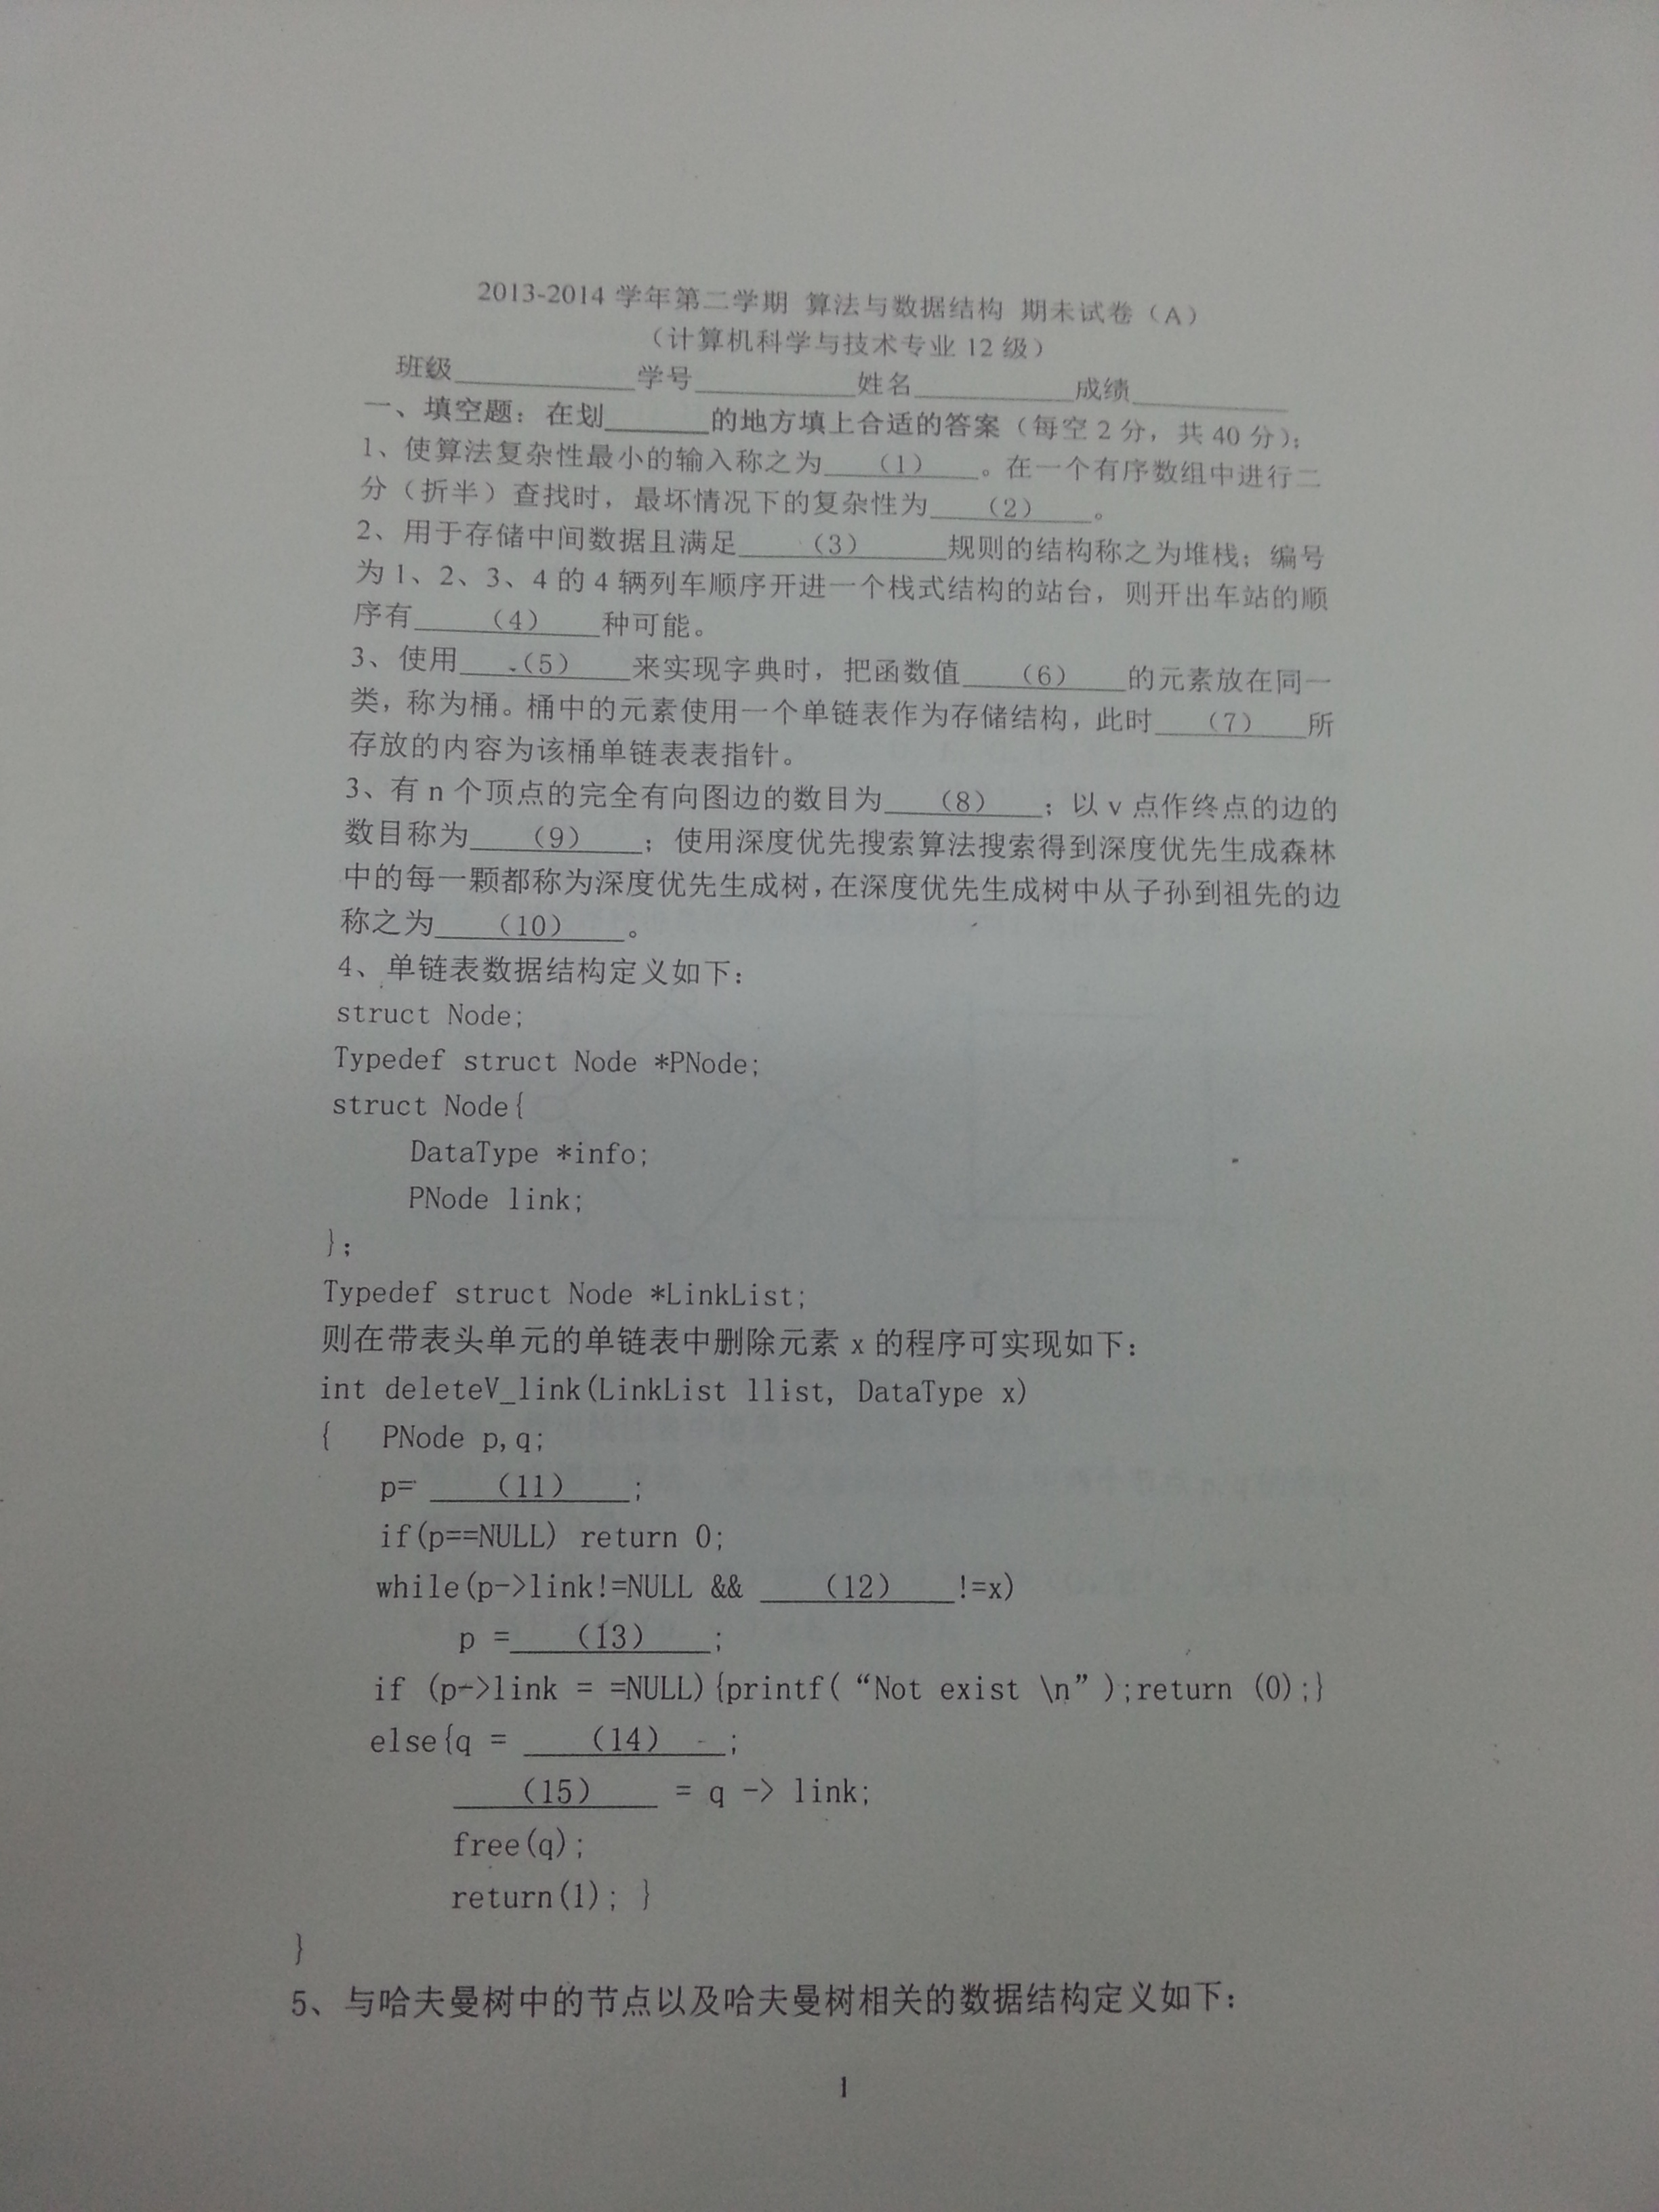 2013-2014 学年第二学期 算法与数据结构 期末试卷（A）
（计算机科学与技术专业 12 级）
班级____________学号____________姓名____________成绩____________
一、填空题：在划______的地方填上合适的答案（每空 2 分，共 40 分）；
1、使算法复杂性最小的输入称之为___（1）___。在一个有序数组中进行二
分（折半）查找时，最坏情况下的复杂性为___（2）___。
2、用于存储中间数据且满足____（3）____规则的结构称之为堆栈；编号
为 1、2、3、4 的 4 辆列车顺序开进一个栈式结构的站台，则开出车站的顺
序有____（4）____种可能。
3、使用___（5）___来实现字典时，把函数值___（6）___的元素放在同一
类，称为桶。桶中的元素使用一个单链表作为存储结构，此时___（7）___所
存放的内容为该桶单链表表指针。
3、有 n 个顶点的完全有向图边的数目为___（8）___；以 v 点作终点的边的
数目称为___（9）___；使用深度优先搜索算法搜索得到深度优先生成森林
中的每一颗都称为深度优先生成树，在深度优先生成树中从子孙到祖先的边
称之为___（10）___。
4、单链表数据结构定义如下：
struct Node;
Typedef struct Node *PNode;
struct Node{
DataType *info;
PNode link;
};
Typedef struct Node *LinkList;
则在带表头单元的单链表中删除元素 x 的程序可实现如下：
int deleteV_link(LinkList llist, DataType x)
{ PNode p,q;
p= ___（11）___;
if(p==NULL) return 0;
while(p->link!=NULL && ___（12）___!=x)
p =___（13）___;
if (p->link = =NULL){printf( “Not exist \n” );return (0);}
else{q = ___（14）___;
___（15）___ = q -> link;
free(q);
return(1); }
}
5、与哈夫曼树中的节点以及哈夫曼树相关的数据结构定义如下：
1